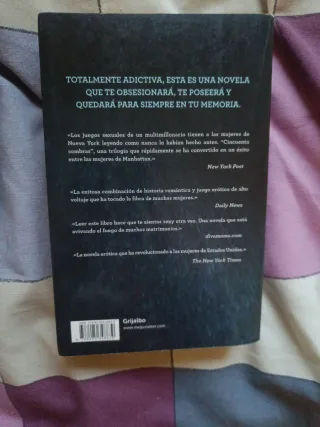 TOTALMENTE ADICTIVA, ESTA ES UNA NOVELA
QUE TE OBSESIONARÁ, TE POSEERÁ Y
QUEDARÁ PARA SIEMPRE EN TU MEMORIA.
«Los juegos sexuales de un multimillonario tienen a las mujeres de
Nueva York leyendo como nunca lo habían hecho antes. "Cincuenta
sombras", una trilogía que rápidamente se ha convertido en un éxito
entre las mujeres de Manhattan.»
New York Post
«La exitosa combinación de historia romántica y juego erótico de alto
voltaje que ha tocado la fibra de muchas mujeres.»
Daily News
«Leer este libro hace que te sientas sexy otra vez. Una novela que está
avivando el fuego de muchos matrimonios.»
divamoms.com
«La novela erótica que ha revolucionado a las mujeres de Estados Unidos.»
The New York Times
Grijalbo